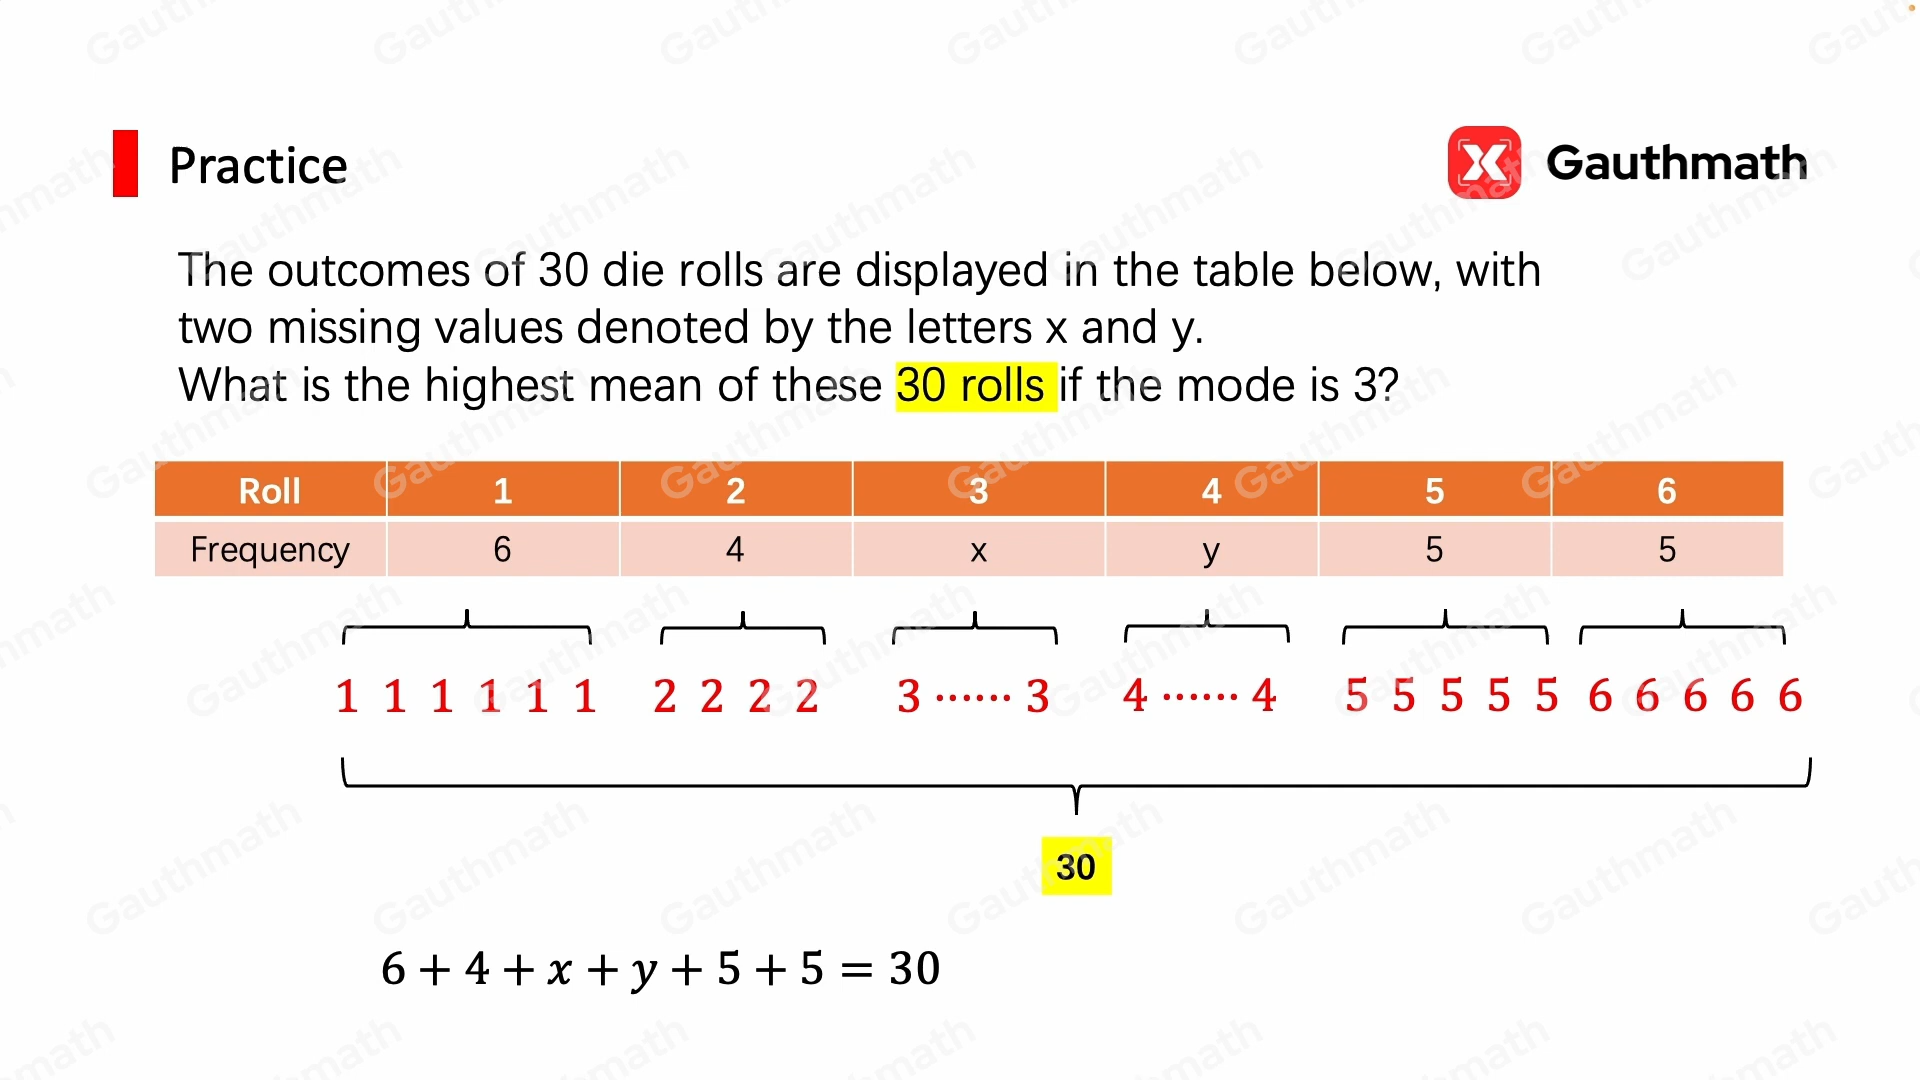 Practice
Gauthmath
The outcomes of 30 die rolls are displayed in the table below, with
two missing values denoted by the letters x and y.
What is the highest mean of these 30 rolls if the mode is 3?
Roll 1 2 3 4 5 6
Frequency 6 4 x y 5 5
1 1 1 1 1 1 2 2 2 2 3 ······ 3 4 ······ 4 5 5 5 5 5 6 6 6 6 6
30
6 + 4 + x + y + 5 + 5 = 30